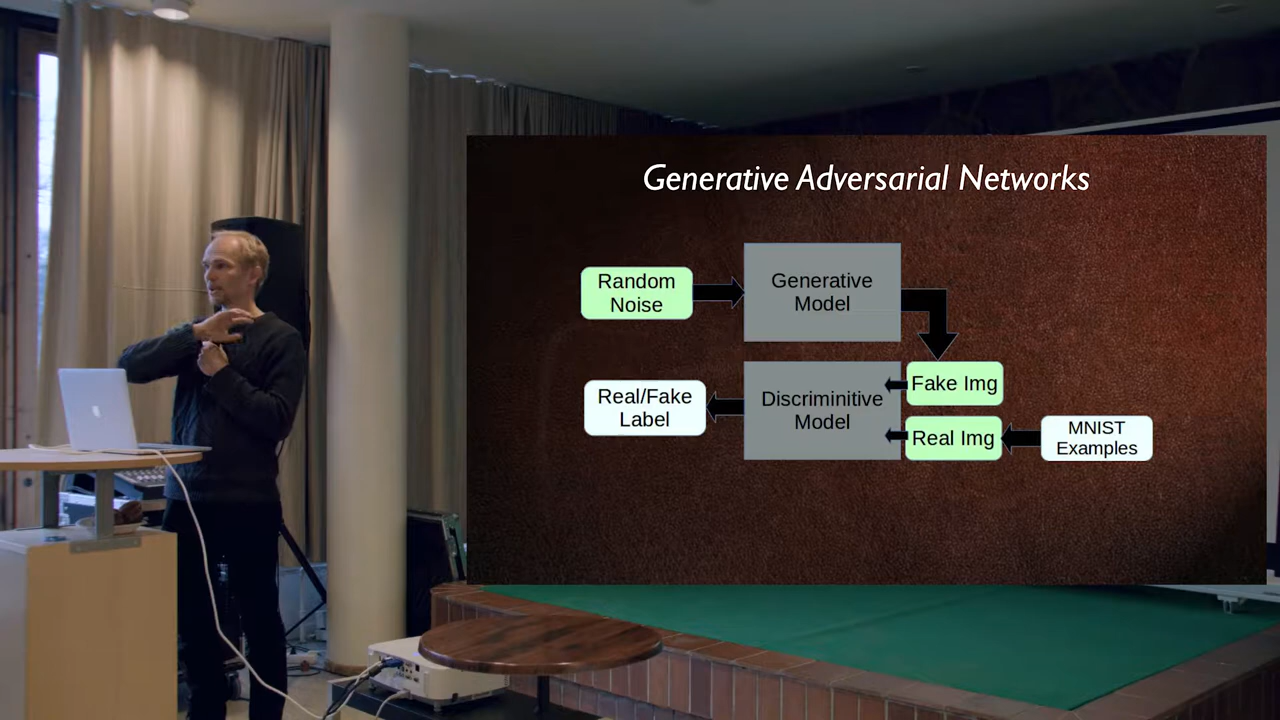 Generative Adversarial Networks
Random
Noise
Generative
Model
Real/Fake
Label
Discriminitive
Model
Fake Img
Real Img
MNIST
Examples